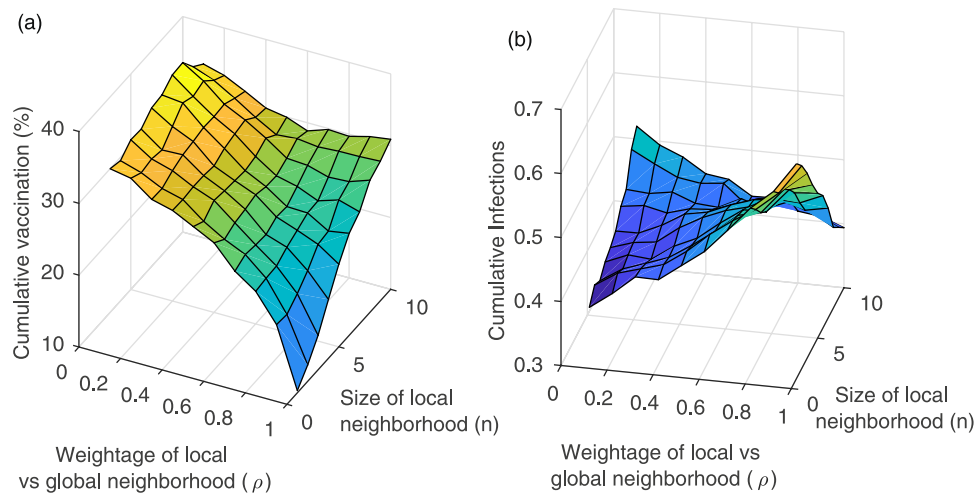 (a)
Cumulative vaccination (%)
40
30
20
10
0
0.2
0.4
0.6
0.8
1
0
5
10
Weightage of local
vs global neighborhood (ρ)
Size of local
neighborhood (n)
(b)
Cumulative Infections
0.7
0.6
0.5
0.4
0.3
0
0.2
0.4
0.6
0.8
1
0
5
10
Weightage of local vs
global neighborhood (ρ)
Size of local
neighborhood (n)